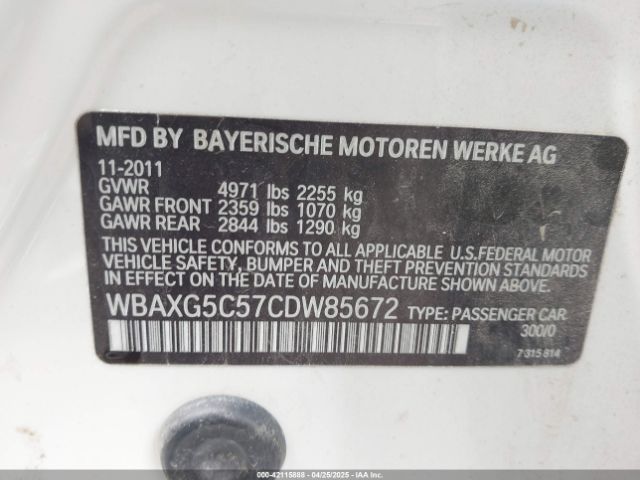 MFD BY BAYERISCHE MOTOREN WERKE AG
11-2011
GVWR 4971 lbs 2255 kg
GAWR FRONT 2359 lbs 1070 kg
GAWR REAR 2844 lbs 1290 kg
THIS VEHICLE CONFORMS TO ALL APPLICABLE U.S.FEDERAL MOTOR
VEHICLE SAFETY, BUMPER AND THEFT PREVENTION STANDARDS
IN EFFECT ON THE DATE OF MANUFACTURE SHOWN ABOVE.
WBAXG5C57CDW85672 TYPE: PASSENGER CAR
300/0
7 315 814
© IAAI - 42115888 - 04/25/2025 - COPART